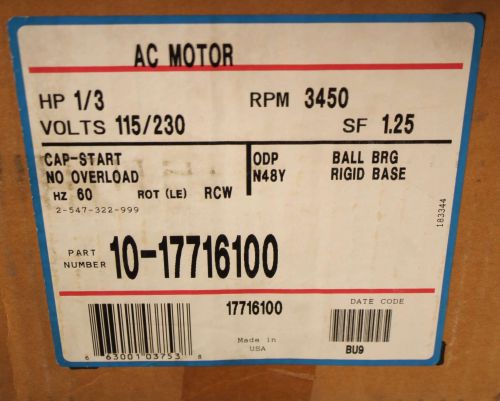 AC MOTOR
HP 1/3 RPM 3450
VOLTS 115/230 SF 1.25
CAP-START ODP BALL BRG
NO OVERLOAD N48Y RIGID BASE
HZ 60 ROT (LE) RCW
2-547-322-999
183344
PART NUMBER 10-17716100
17716100 DATE CODE
Made in
USA
BU9
6 63001 03753 8